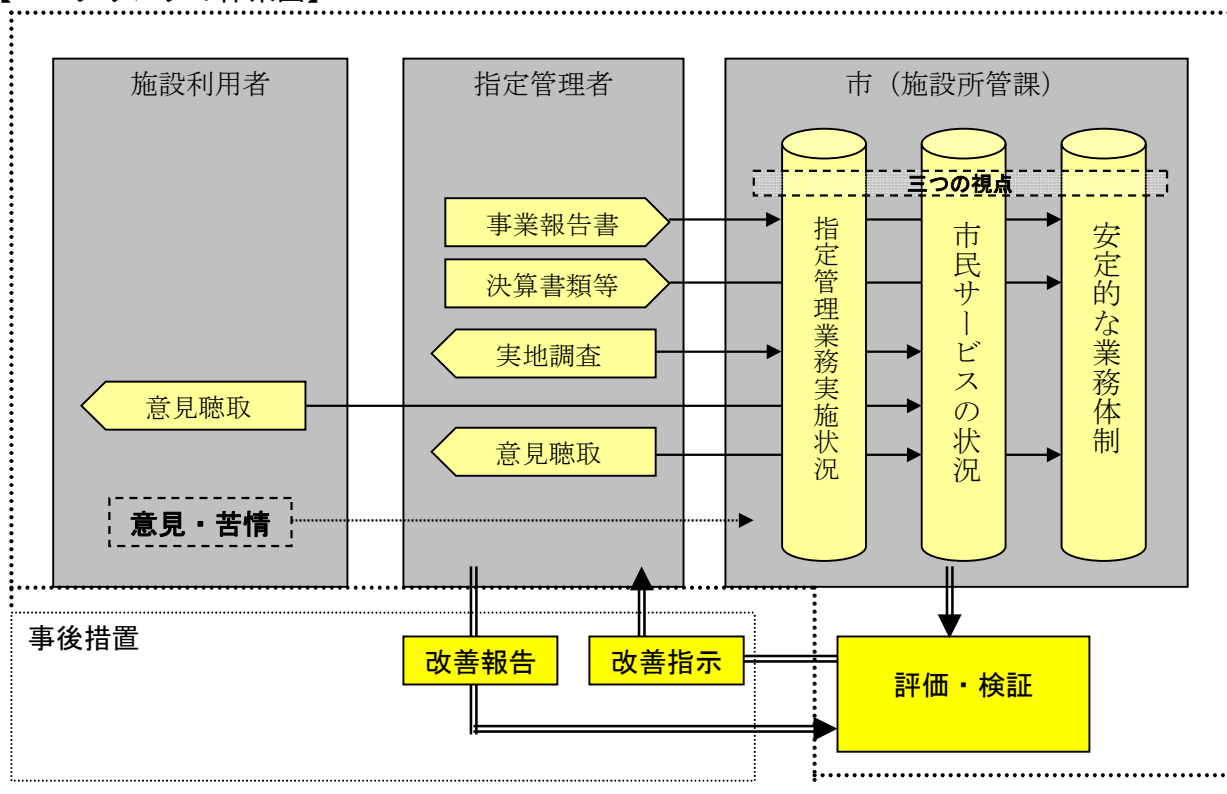 施設利用者
指定管理者
市（施設所管課）
三つの視点
事業報告書
決算書類等
実地調査
意見聴取
意見聴取
意見・苦情
指定管理業務実施状況
市民サービスの状況
安定的な業務体制
事後措置
改善報告
改善指示
評価・検証